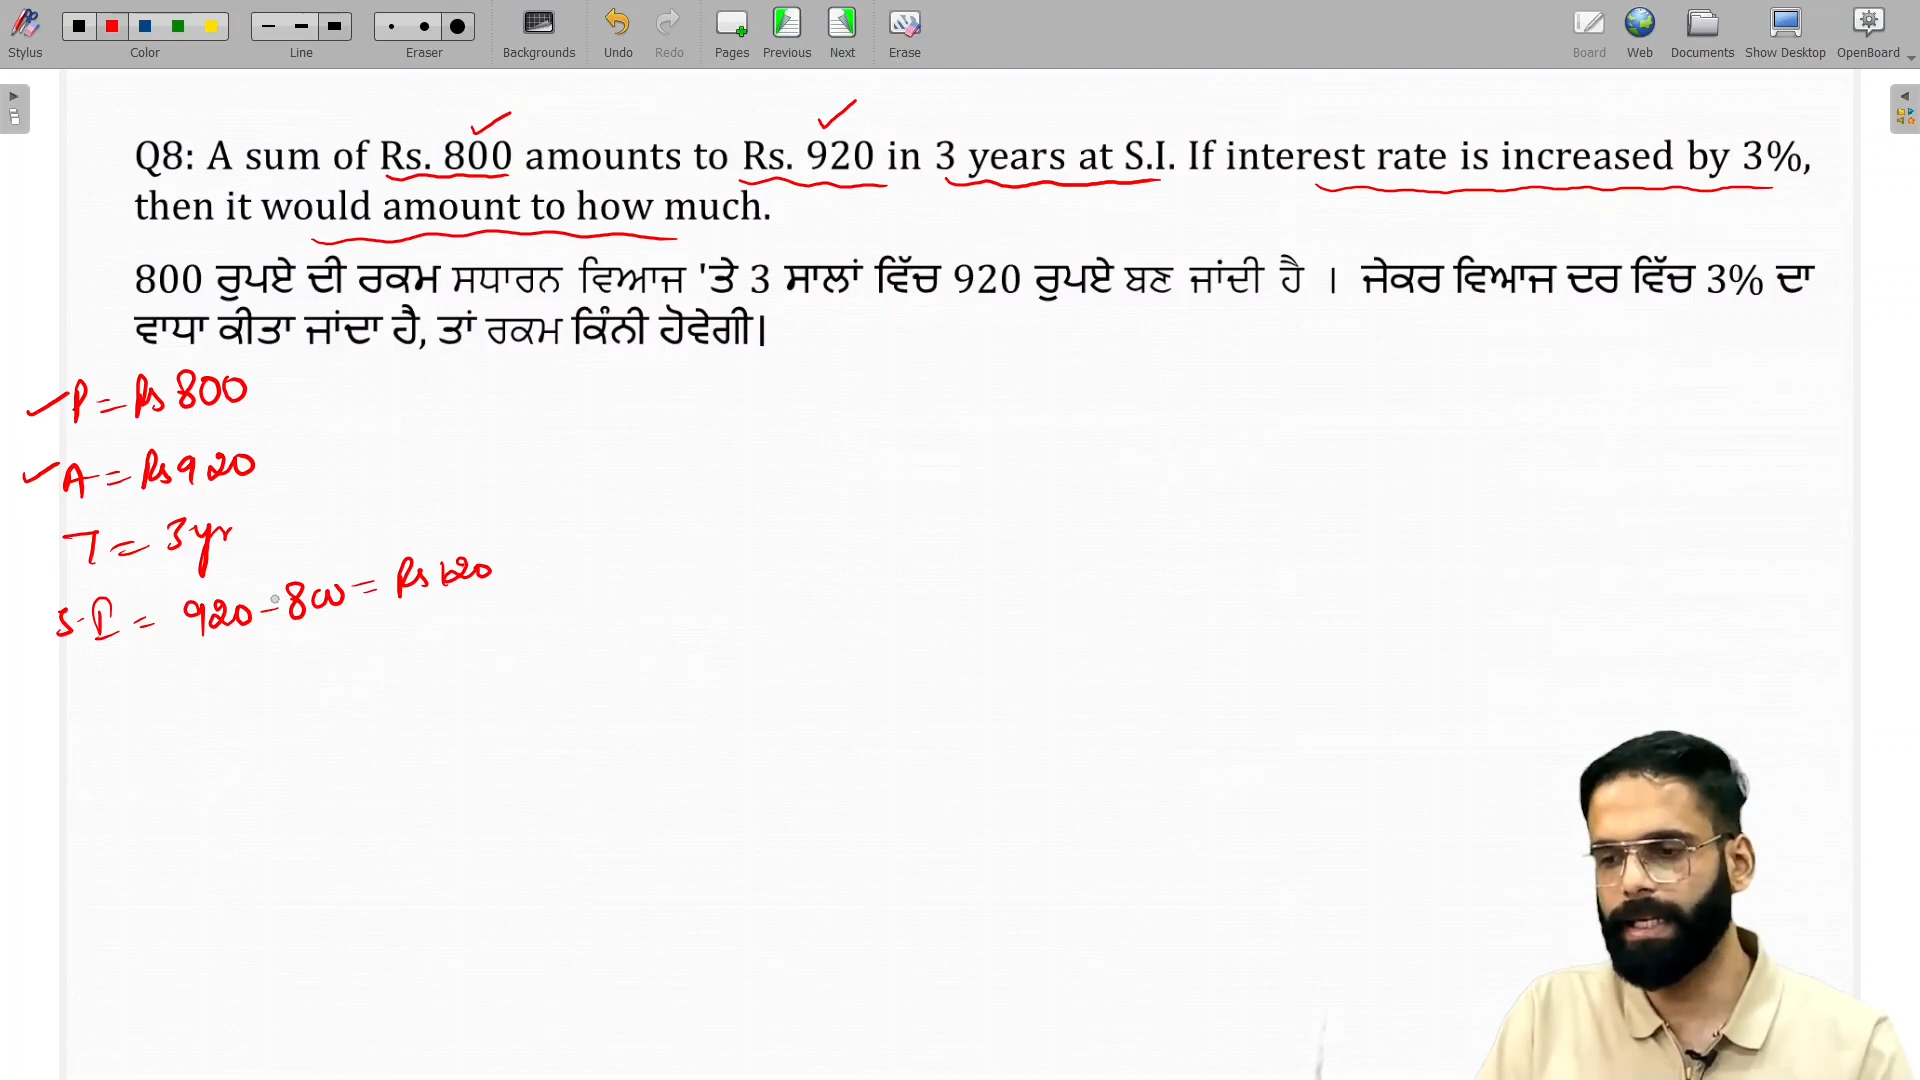 Stylus Color Line Eraser Backgrounds Undo Redo Pages Previous Next Erase Board Web Documents Show Desktop OpenBoard
Q8: A sum of Rs. 800 amounts to Rs. 920 in 3 years at S.I. If interest rate is increased by 3%,
then it would amount to how much.
800 ਰੁਪਏ ਦੀ ਰਕਮ ਸਧਾਰਨ ਵਿਆਜ 'ਤੇ 3 ਸਾਲਾਂ ਵਿੱਚ 920 ਰੁਪਏ ਬਣ ਜਾਂਦੀ ਹੈ । ਜੇਕਰ ਵਿਆਜ ਦਰ ਵਿੱਚ 3% ਦਾ
ਵਾਧਾ ਕੀਤਾ ਜਾਂਦਾ ਹੈ, ਤਾਂ ਰਕਮ ਕਿੰਨੀ ਹੋਵੇਗੀ।
P = Rs 800
A = Rs 920
T = 3yr
S.I = 920 - 800 = Rs 120